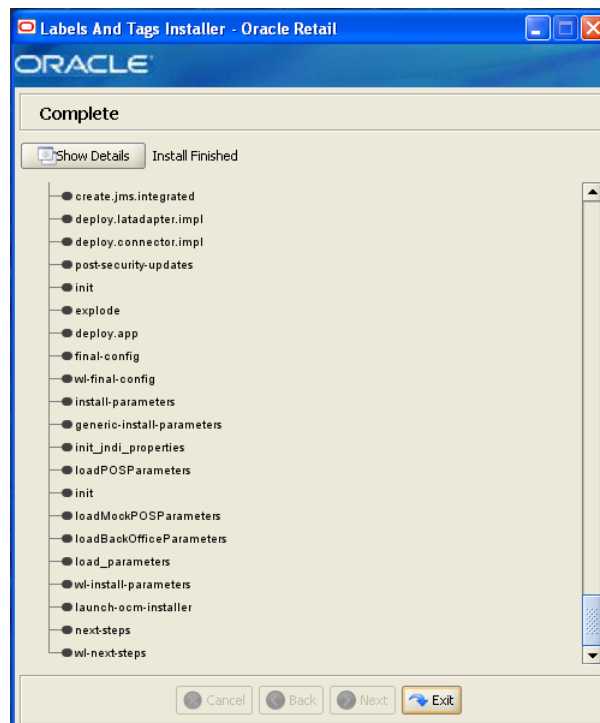 Labels And Tags Installer - Oracle Retail
ORACLE
Complete
Show Details Install Finished
create.jms.integrated
deploy.latadapter.impl
deploy.connector.impl
post-security-updates
init
explode
deploy.app
final-config
wl-final-config
install-parameters
generic-install-parameters
init_jndi_properties
loadPOSParameters
init
loadMockPOSParameters
loadBackOfficeParameters
load_parameters
wl-install-parameters
launch-ocm-installer
next-steps
wl-next-steps
Cancel Back Next Exit